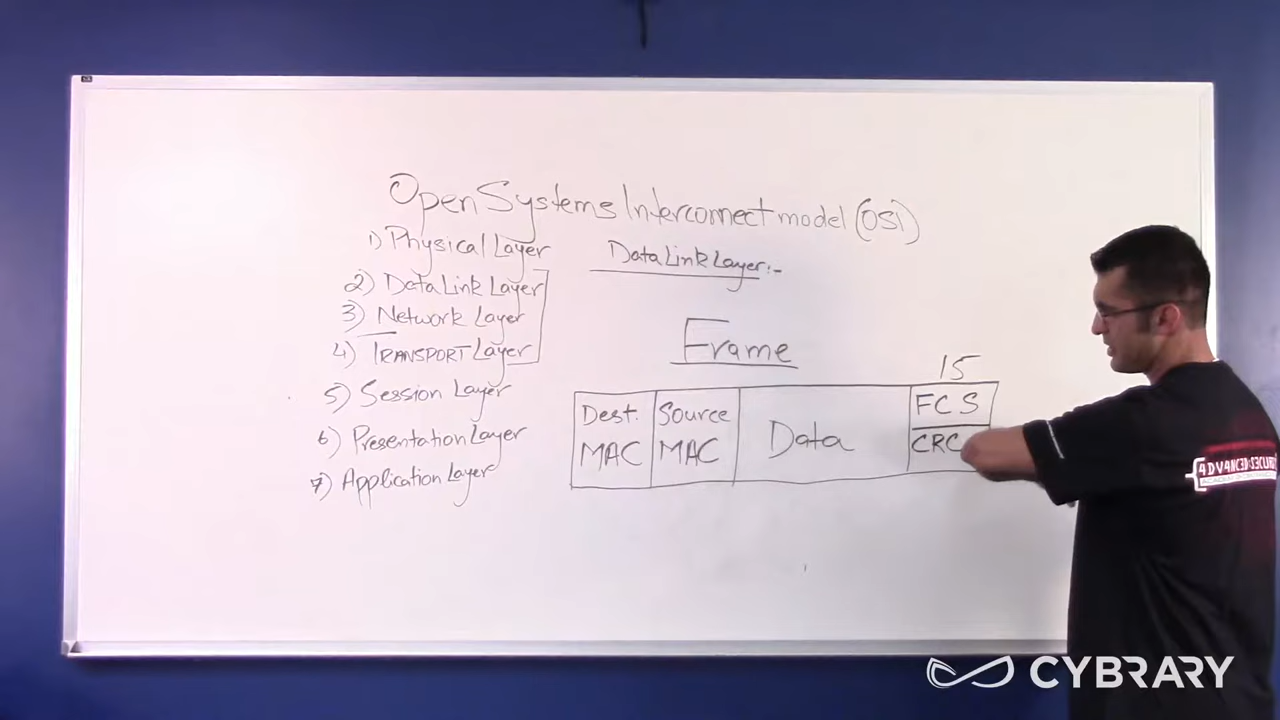 Open Systems Interconnect model (OSI)
1) Physical Layer
2) Data Link Layer
3) Network Layer
4) TRANSPORT Layer
5) Session Layer
6) Presentation Layer
7) Application Layer
Data Link Layer:-
Frame
15
Dest. MAC
Source MAC
Data
FCS
CRC
ADVANCED SECURIT
CYBRARY